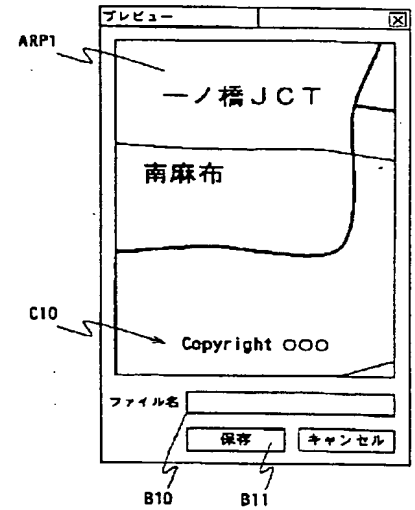 プレビュー
ARP1
一ノ橋JCT
南麻布
C10
Copyright ○○○
ファイル名
保存 キャンセル
B10 B11